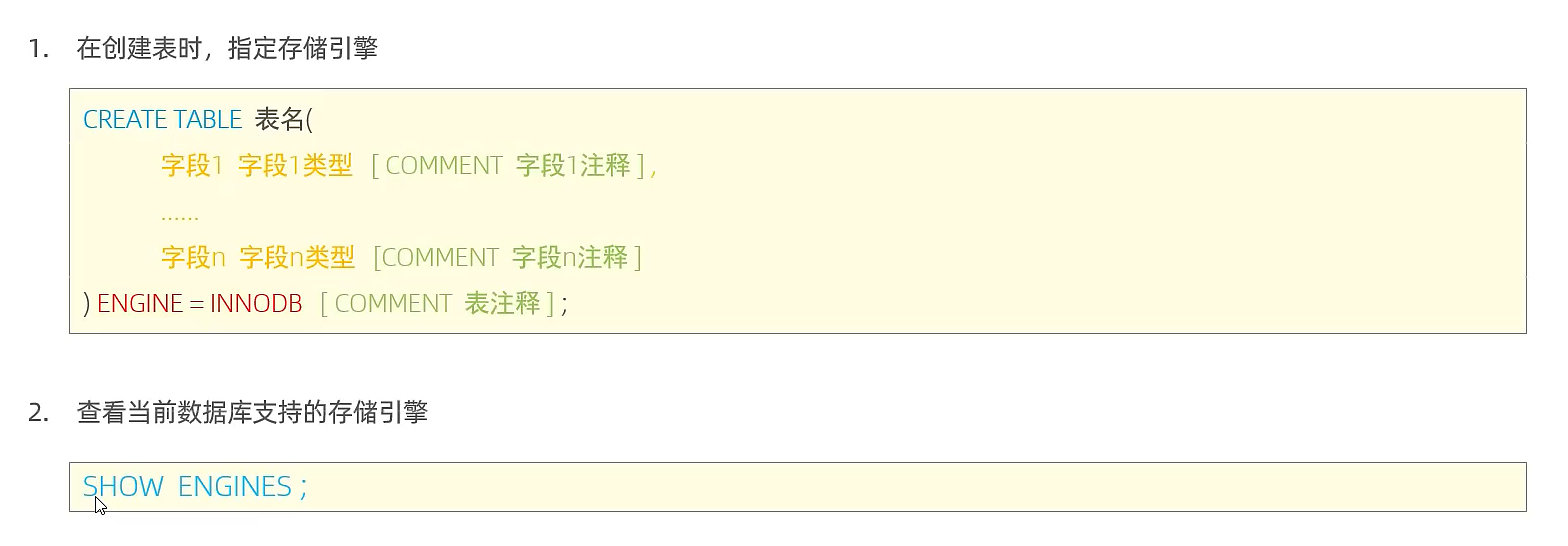 1. 在创建表时，指定存储引擎
CREATE TABLE 表名(
字段1 字段1类型 [ COMMENT 字段1注释 ] ,
......
字段n 字段n类型 [COMMENT 字段n注释 ]
) ENGINE = INNODB [ COMMENT 表注释 ] ;
2. 查看当前数据库支持的存储引擎
SHOW ENGINES ;